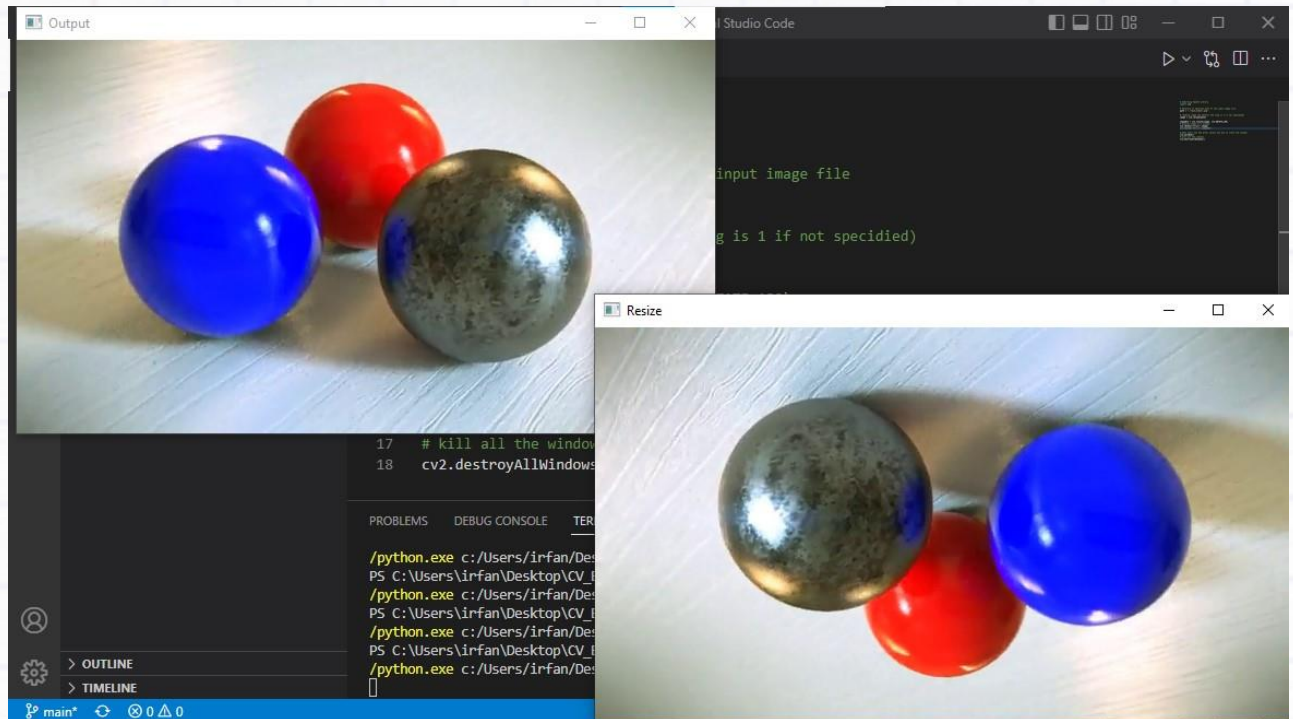 Output
l Studio Code
input image file
g is 1 if not specidied)
Resize
17 # kill all the window
18 cv2.destroyAllWindows
PROBLEMS DEBUG CONSOLE TER
/python.exe c:/Users/irfan/Des
PS C:\Users\irfan\Desktop\CV_
/python.exe c:/Users/irfan/Des
PS C:\Users\irfan\Desktop\CV_
/python.exe c:/Users/irfan/Des
PS C:\Users\irfan\Desktop\CV_
/python.exe c:/Users/irfan/Des
> OUTLINE
> TIMELINE
main* 0 0